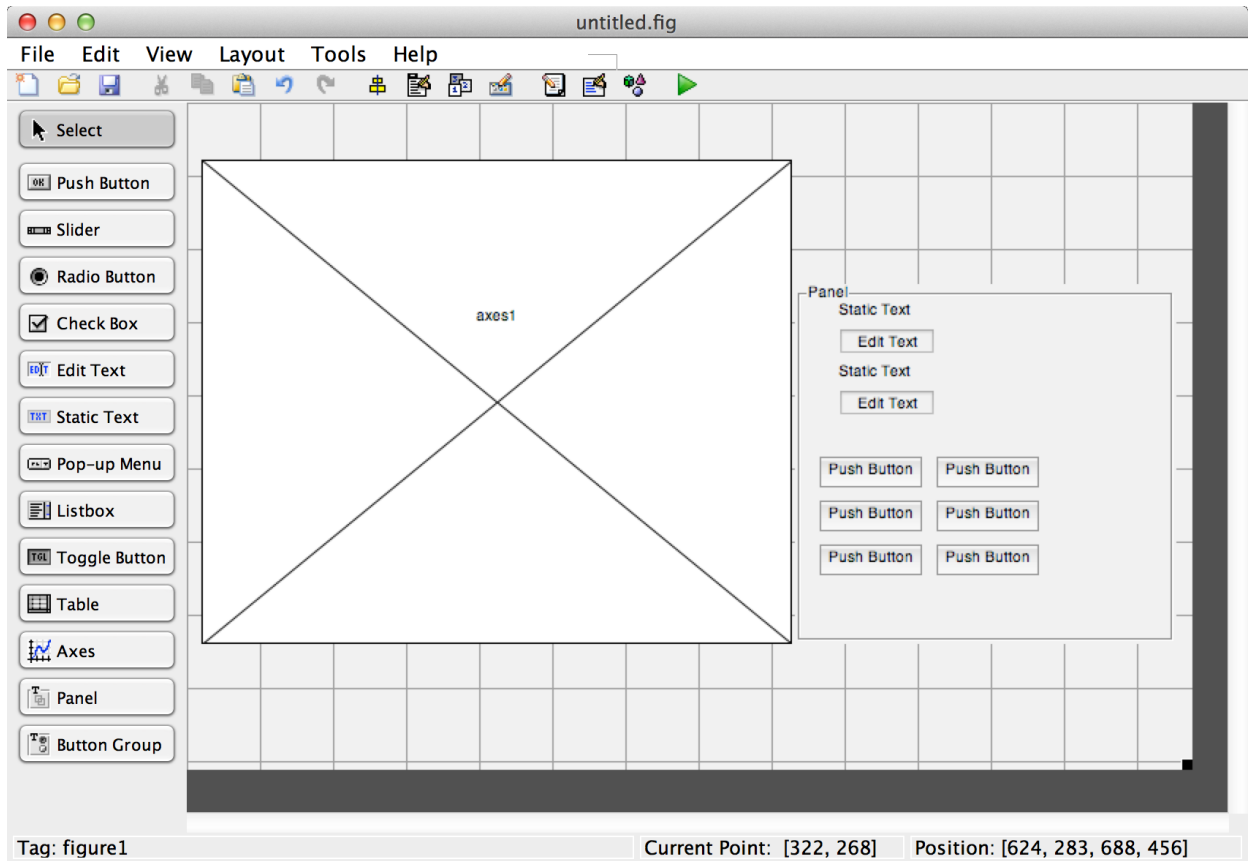 untitled.fig
File Edit View Layout Tools Help
Select
Push Button
Slider
Radio Button
Check Box
Edit Text
Static Text
Pop-up Menu
Listbox
Toggle Button
Table
Axes
Panel
Button Group
axes1
Panel
Static Text
Edit Text
Static Text
Edit Text
Push Button Push Button
Push Button Push Button
Push Button Push Button
Tag: figure1 Current Point: [322, 268] Position: [624, 283, 688, 456]